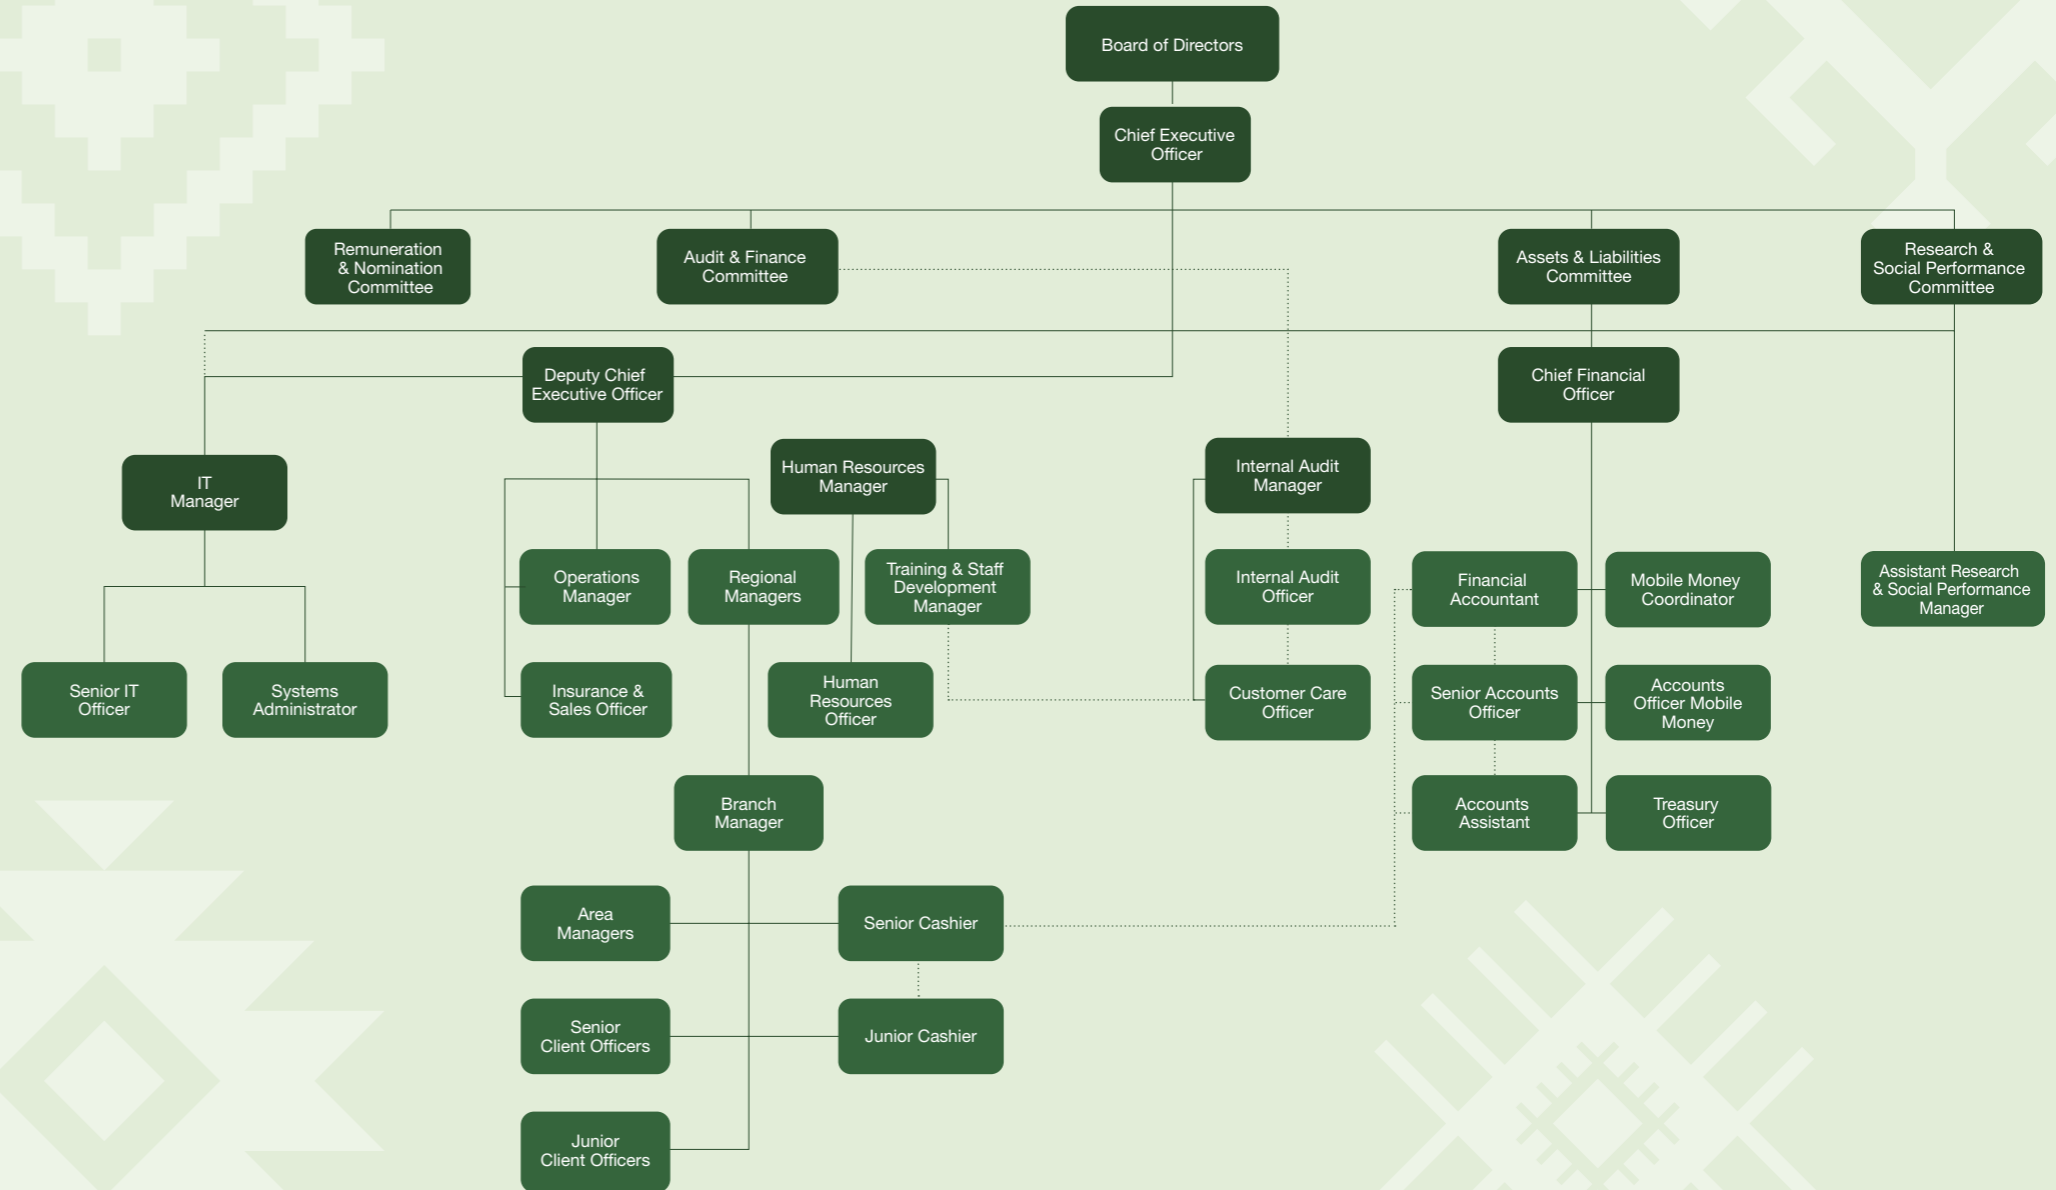 Board of Directors
Chief Executive
Officer
Remuneration
& Nomination
Committee
Audit & Finance
Committee
Assets & Liabilities
Committee
Research &
Social Performance
Committee
Deputy Chief
Executive Officer
Chief Financial
Officer
IT
Manager
Human Resources
Manager
Internal Audit
Manager
Operations
Manager
Regional
Managers
Training & Staff
Development
Manager
Internal Audit
Officer
Financial
Accountant
Mobile Money
Coordinator
Assistant Research
& Social Performance
Manager
Senior IT
Officer
Systems
Administrator
Insurance &
Sales Officer
Human
Resources
Officer
Customer Care
Officer
Senior Accounts
Officer
Accounts
Officer Mobile
Money
Branch
Manager
Accounts
Assistant
Treasury
Officer
Area
Managers
Senior Cashier
Senior
Client Officers
Junior Cashier
Junior
Client Officers